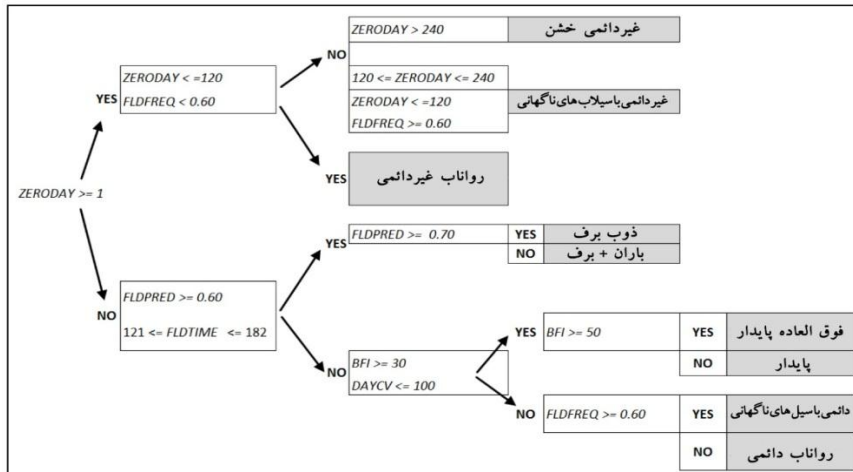 ZERODAY > 240
غیردائمی خشن
NO
ZERODAY < =120
120 <= ZERODAY <= 240
YES
FLDFREQ < 0.60
ZERODAY <=120
غیردائمی باسیلاب‌های ناگهانی
FLDFREQ >= 0.60
YES
رواناب غیردائمی
ZERODAY >= 1
YES
FLDPRED >= 0.70
YES
ذوب برف
NO
باران + برف
FLDPRED >= 0.60
NO
121 <= FLDTIME <= 182
YES
BFI >= 50
YES
فوق العاده پایدار
NO
BFI >= 30
NO
پایدار
DAYCV <= 100
NO
FLDFREQ >= 0.60
YES
دائمی باسیل‌های ناگهانی
NO
رواناب دائمی